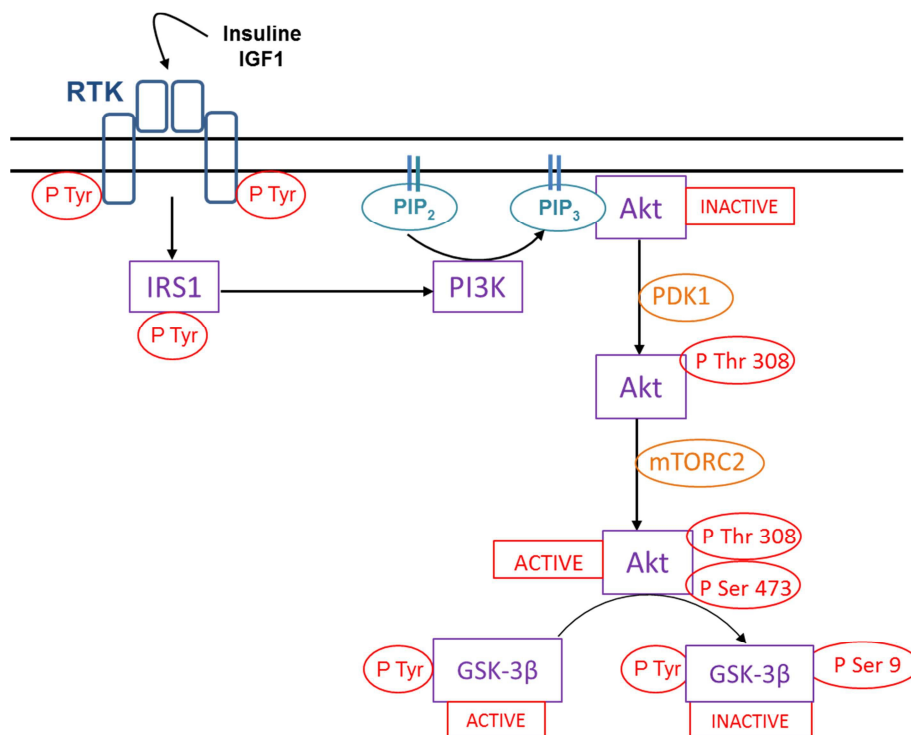 Insuline
IGF1
RTK
P Tyr
P Tyr
PIP2
PIP3
Akt
INACTIVE
IRS1
P Tyr
PI3K
PDK1
Akt
P Thr 308
mTORC2
ACTIVE
Akt
P Thr 308
P Ser 473
P Tyr
GSK-3β
ACTIVE
P Tyr
GSK-3β
P Ser 9
INACTIVE